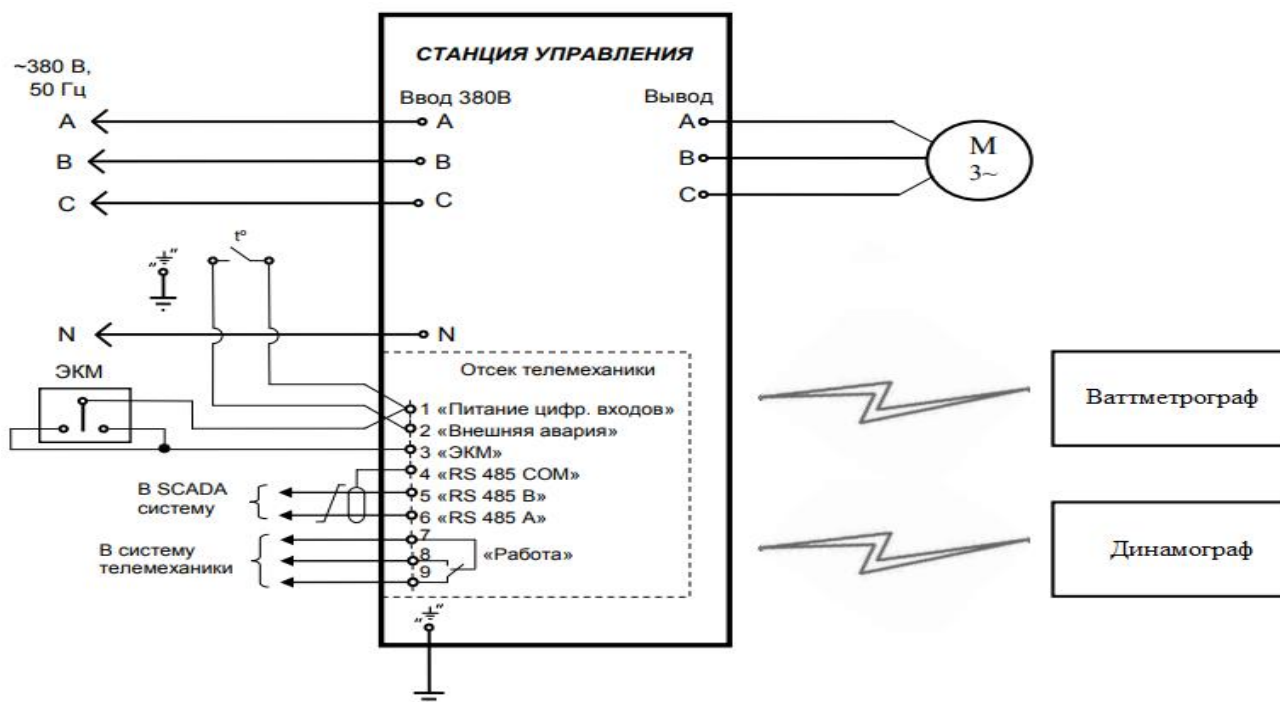 СТАНЦИЯ УПРАВЛЕНИЯ
~380 В,
50 Гц
Ввод 380В
Вывод
A
A
A
B
B
B
C
C
C
М
3~
t°
N
N
Отсек телемеханики
ЭКМ
1 «Питание цифр. входов»
2 «Внешняя авария»
3 «ЭКМ»
4 «RS 485 COM»
5 «RS 485 B»
6 «RS 485 A»
7
8
9
«Работа»
В SCADA
систему
В систему
телемеханики
Ваттметрограф
Динамограф